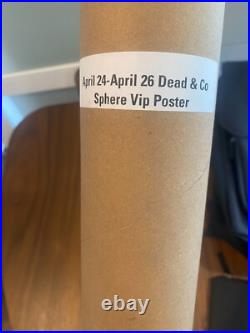 April 24-April 26 Dead & Co
Sphere Vip Poster